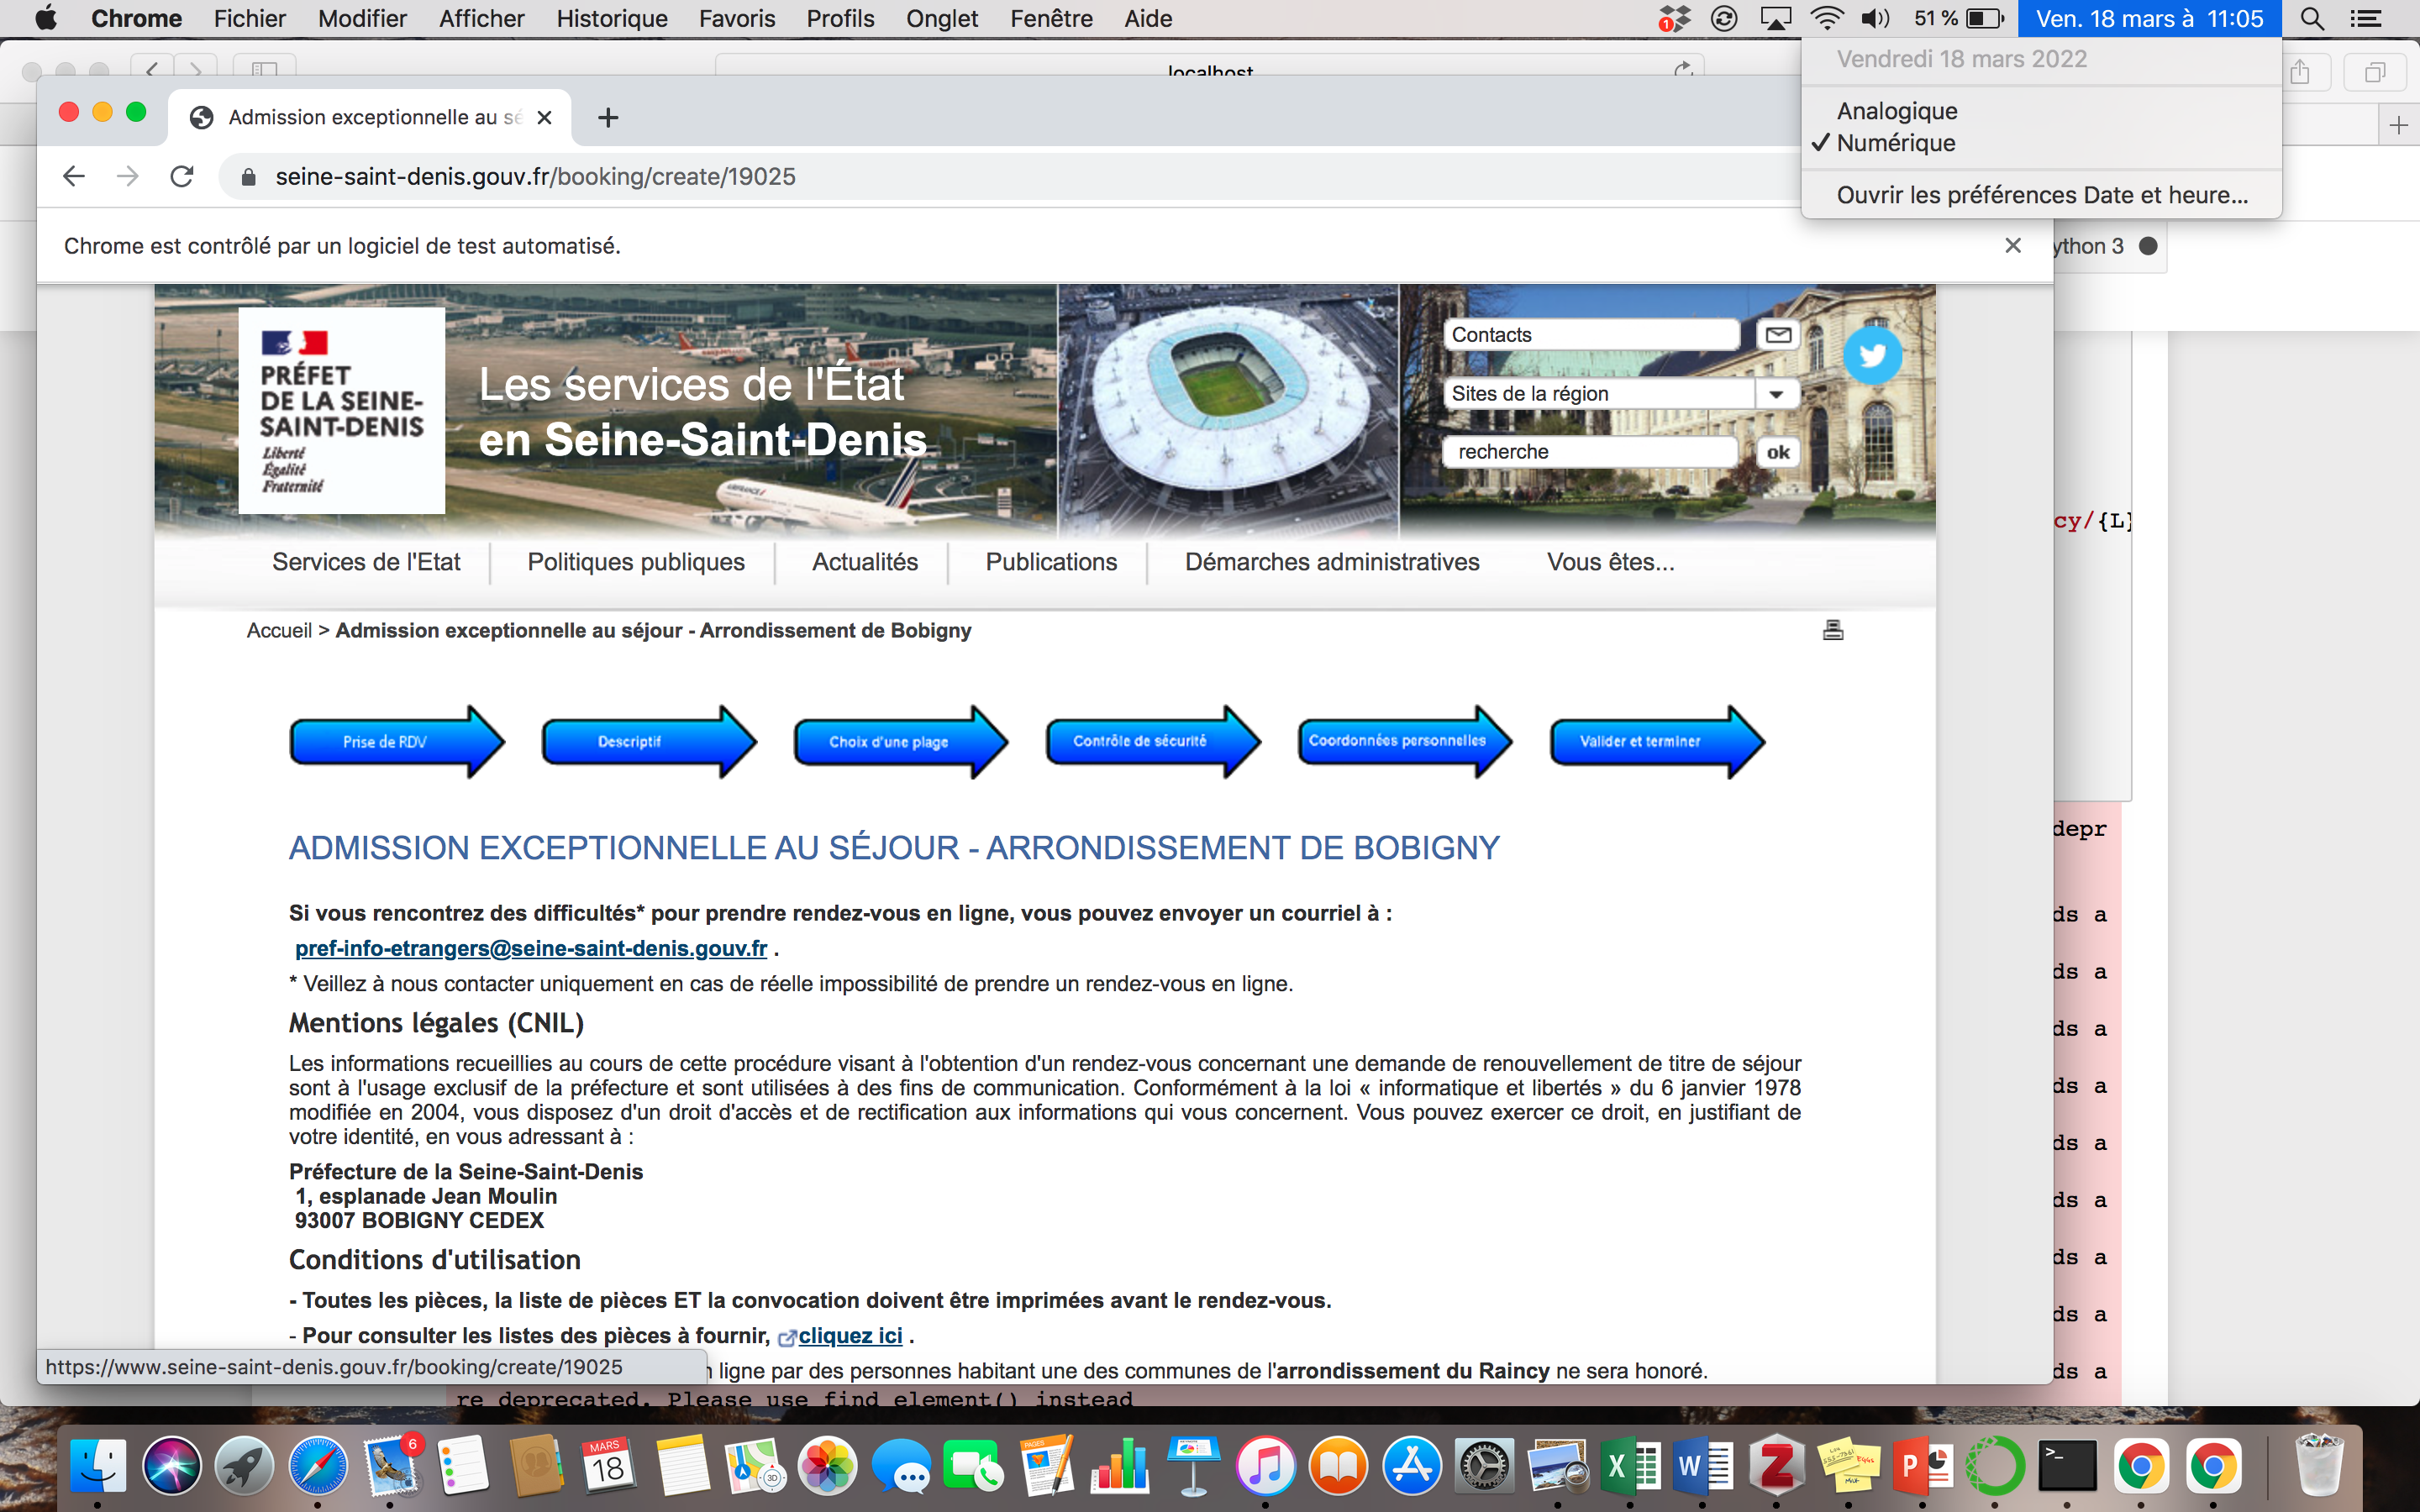 Chrome Fichier Modifier Afficher Historique Favoris Profils Onglet Fenêtre Aide
1 51 % Ven. 18 mars à 11:05
Vendredi 18 mars 2022
Analogique
✓ Numérique
Ouvrir les préférences Date et heure...
localhost
Admission exceptionnelle au sé
seine-saint-denis.gouv.fr/booking/create/19025
Chrome est contrôlé par un logiciel de test automatisé.
ython 3
PRÉFET
DE LA SEINE-
SAINT-DENIS
Liberté
Égalité
Fraternité
Les services de l'État
en Seine-Saint-Denis
AIRFRANCE
Contacts
Sites de la région
recherche
ok
cy/{L}
Services de l'Etat
Politiques publiques
Actualités
Publications
Démarches administratives
Vous êtes...
Accueil > Admission exceptionnelle au séjour - Arrondissement de Bobigny
Prise de RDV
Descriptif
Choix d'une plage
Contrôle de sécurité
Coordonnées personnelles
Valider et terminer
ADMISSION EXCEPTIONNELLE AU SÉJOUR - ARRONDISSEMENT DE BOBIGNY
depr
Si vous rencontrez des difficultés* pour prendre rendez-vous en ligne, vous pouvez envoyer un courriel à :
ds a
pref-info-etrangers@seine-saint-denis.gouv.fr .
* Veillez à nous contacter uniquement en cas de réelle impossibilité de prendre un rendez-vous en ligne.
ds a
Mentions légales (CNIL)
ds a
Les informations recueillies au cours de cette procédure visant à l'obtention d'un rendez-vous concernant une demande de renouvellement de titre de séjour
sont à l'usage exclusif de la préfecture et sont utilisées à des fins de communication. Conformément à la loi « informatique et libertés » du 6 janvier 1978
modifiée en 2004, vous disposez d'un droit d'accès et de rectification aux informations qui vous concernent. Vous pouvez exercer ce droit, en justifiant de
votre identité, en vous adressant à :
ds a
ds a
Préfecture de la Seine-Saint-Denis
1, esplanade Jean Moulin
93007 BOBIGNY CEDEX
ds a
Conditions d'utilisation
ds a
- Toutes les pièces, la liste de pièces ET la convocation doivent être imprimées avant le rendez-vous.
ds a
- Pour consulter les listes des pièces à fournir, cliquez ici .
https://www.seine-saint-denis.gouv.fr/booking/create/19025
n ligne par des personnes habitant une des communes de l'arrondissement du Raincy ne sera honoré.
ds a
re deprecated. Please use find_element() instead
6
MARS
18
3D
PAGES
X
W
Z
P
>_